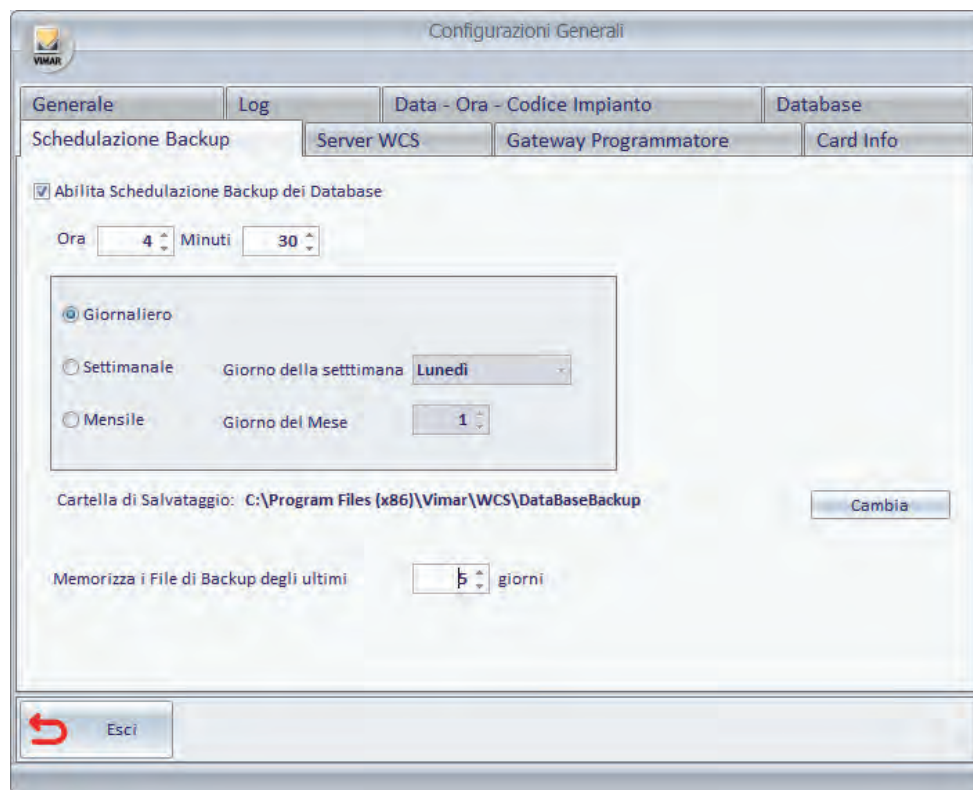 Configurazioni Generali
VIMAR
Generale Log Data - Ora - Codice Impianto Database
Schedulazione Backup Server WCS Gateway Programmatore Card Info
Abilita Schedulazione Backup dei Database
Ora 4 Minuti 30
Giornaliero
Settimanale Giorno della setttimana Lunedì
Mensile Giorno del Mese 1
Cartella di Salvataggio: C:\Program Files (x86)\Vimar\WCS\DataBaseBackup Cambia
Memorizza i File di Backup degli ultimi 5 giorni
Esci